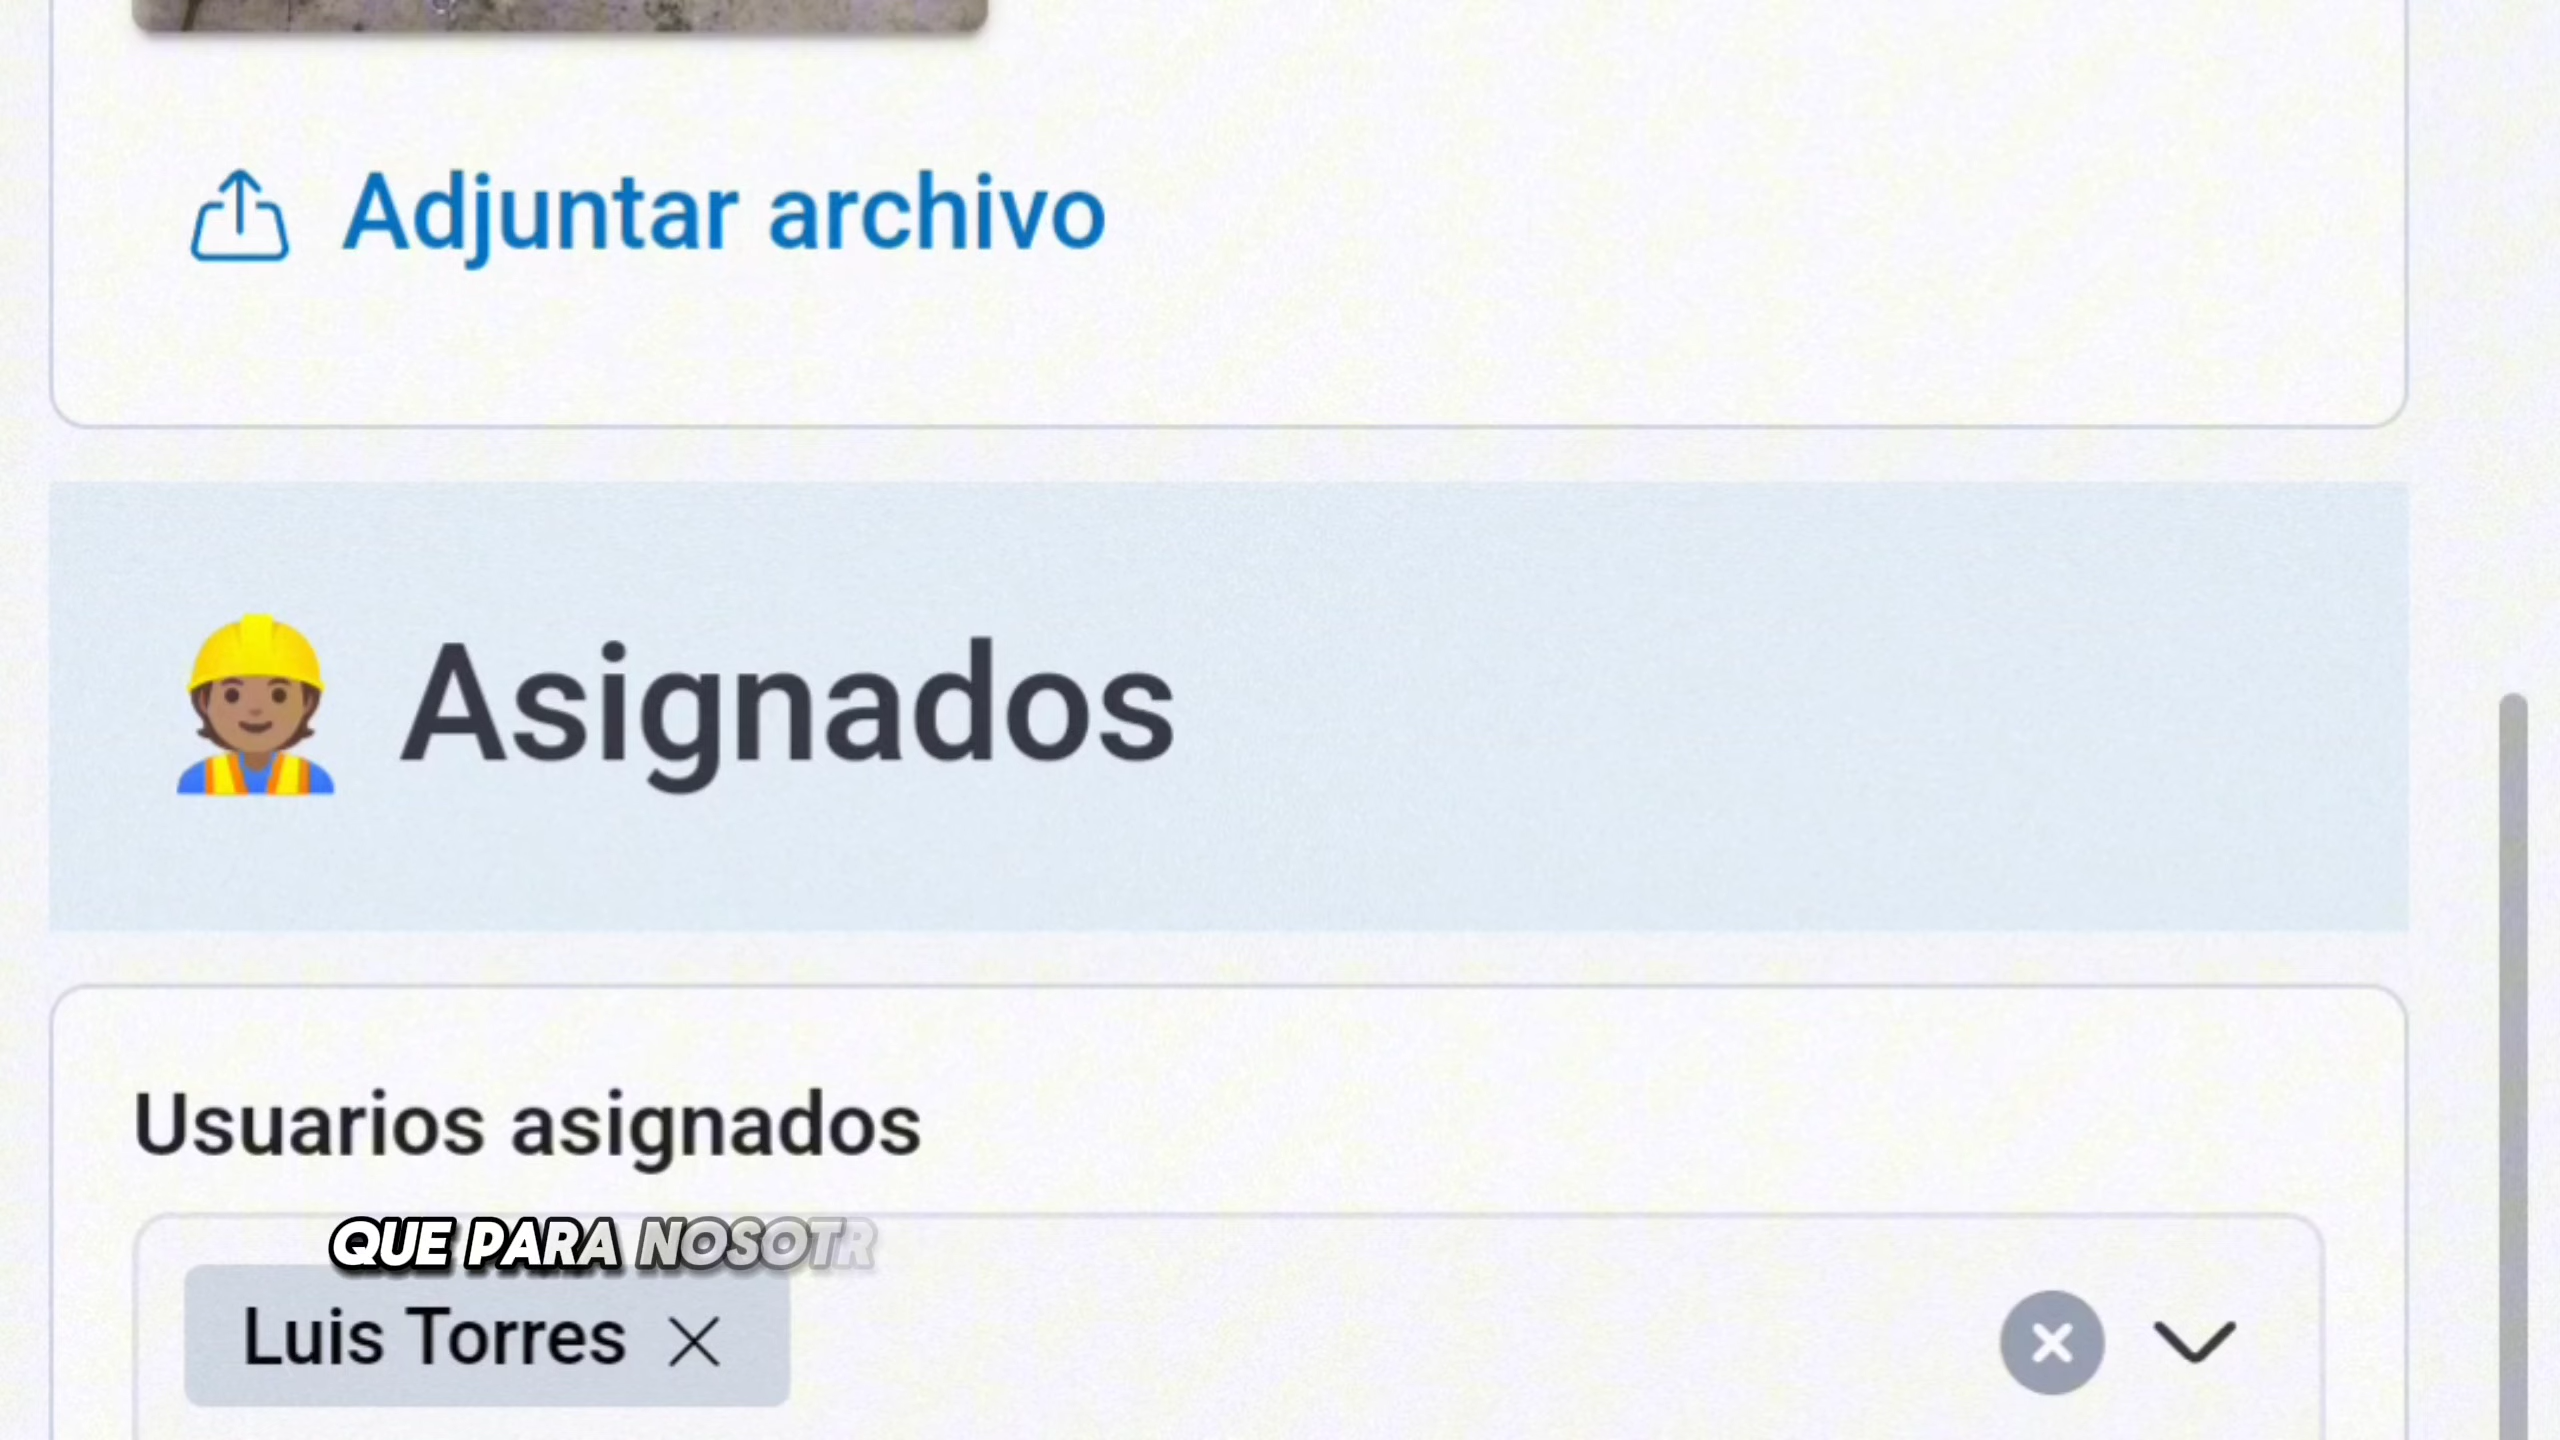 Adjuntar archivo
Asignados
Usuarios asignados
QUE PARA NOSOTR
Luis Torres